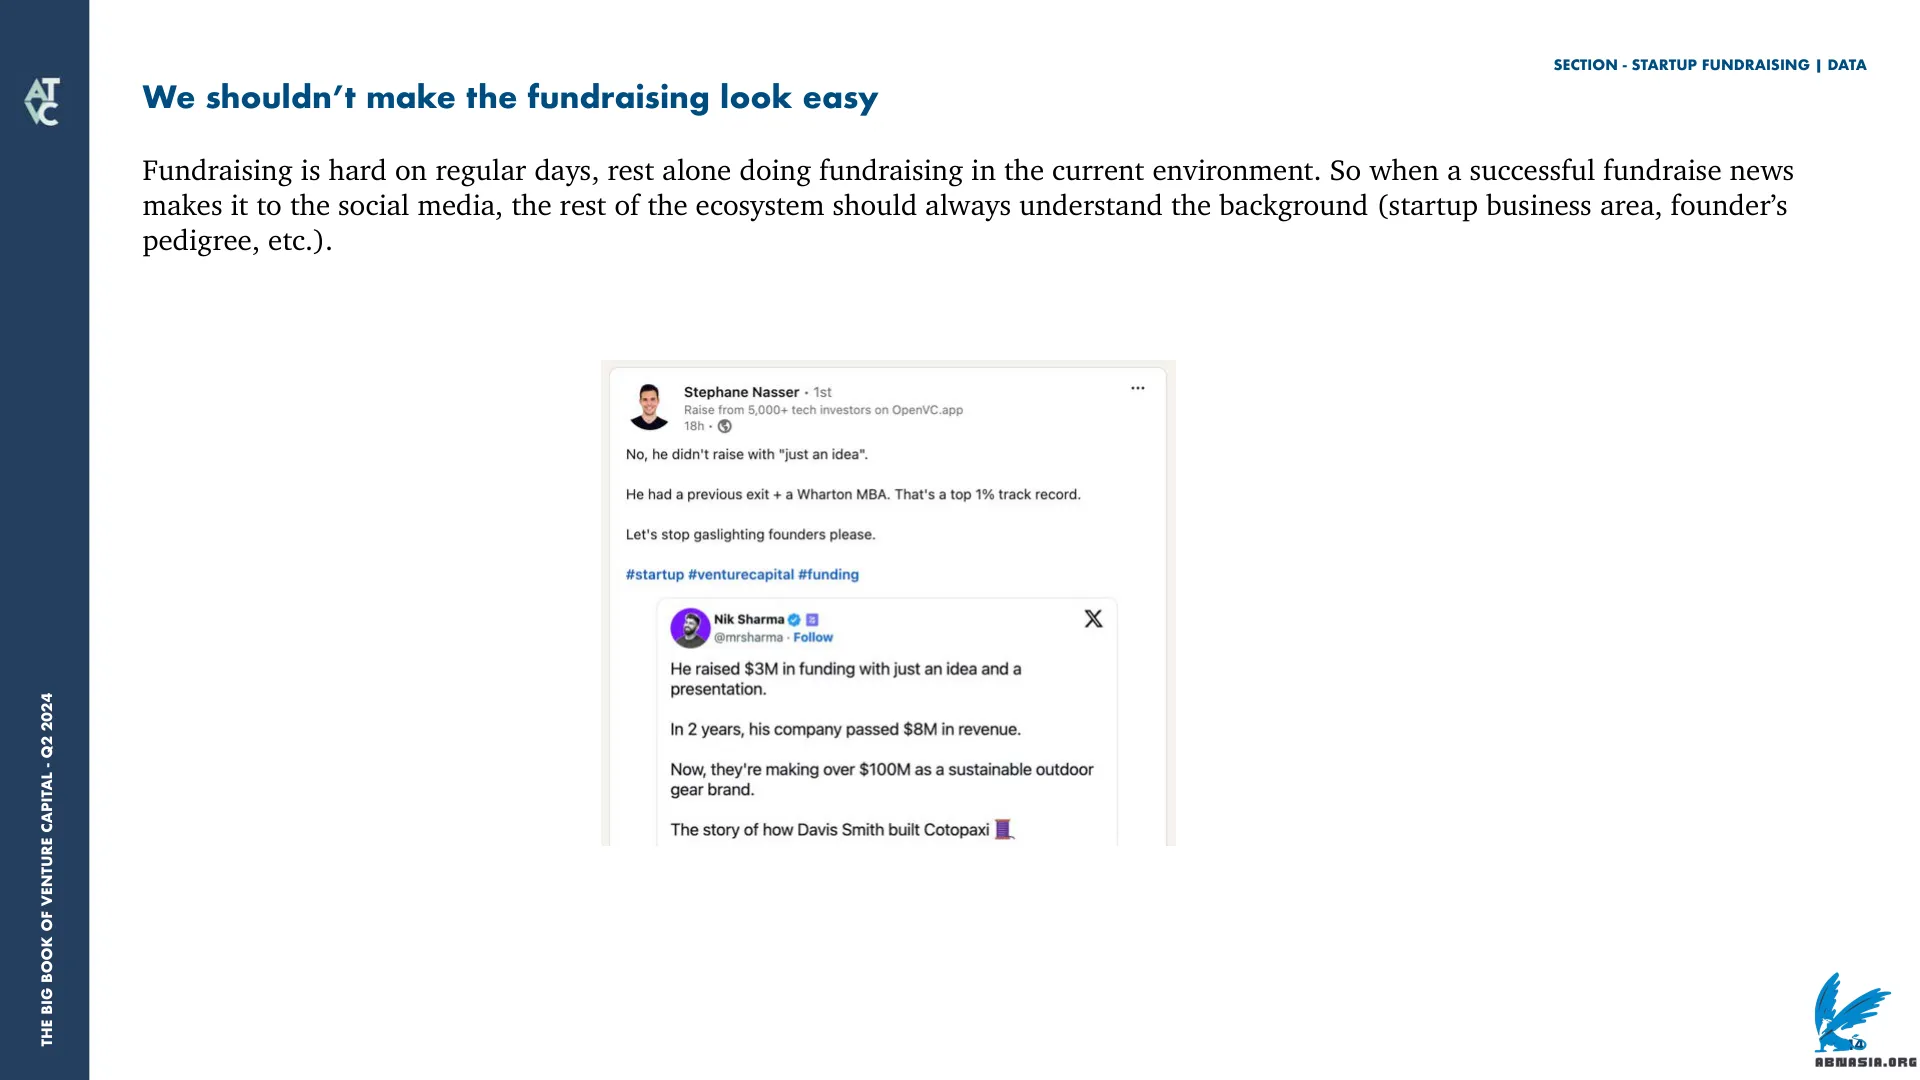 SECTION - STARTUP FUNDRAISING | DATA
ATVC
We shouldn’t make the fundraising look easy
Fundraising is hard on regular days, rest alone doing fundraising in the current environment. So when a successful fundraise news
makes it to the social media, the rest of the ecosystem should always understand the background (startup business area, founder’s
pedigree, etc.).
Stephane Nasser • 1st
Raise from 5,000+ tech investors on OpenVC.app
18h •
No, he didn't raise with "just an idea".
He had a previous exit + a Wharton MBA. That's a top 1% track record.
Let's stop gaslighting founders please.
#startup #venturecapital #funding
Nik Sharma
@mrsharma · Follow
He raised $3M in funding with just an idea and a
presentation.
In 2 years, his company passed $8M in revenue.
Now, they're making over $100M as a sustainable outdoor
gear brand.
The story of how Davis Smith built Cotopaxi
THE BIG BOOK OF VENTURE CAPITAL - Q2 2024
14
ABNASIA.ORG